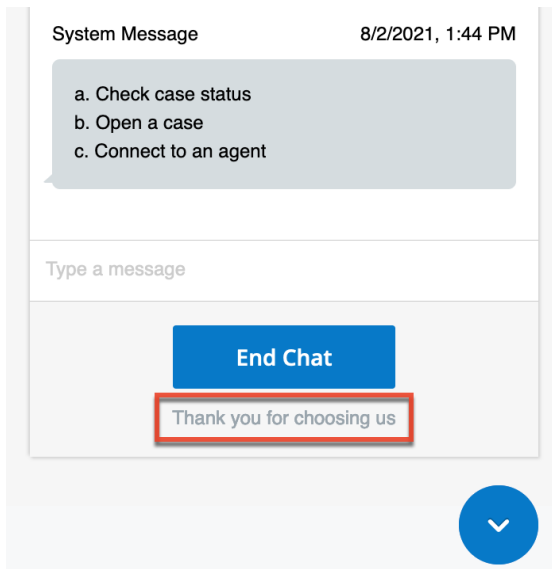 System Message 8/2/2021, 1:44 PM
a. Check case status
b. Open a case
c. Connect to an agent
Type a message
End Chat
Thank you for choosing us